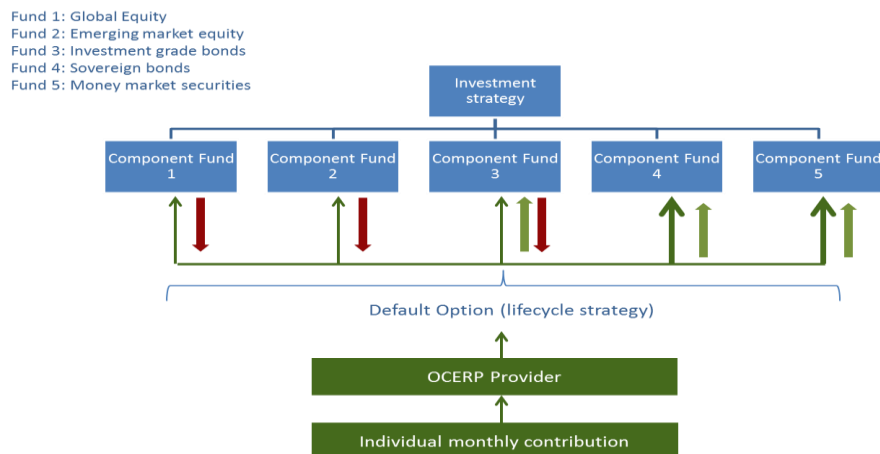 Fund 1: Global Equity
Fund 2: Emerging market equity
Fund 3: Investment grade bonds
Fund 4: Sovereign bonds
Fund 5: Money market securities
Investment
strategy
Component Fund
1
Component Fund
2
Component Fund
3
Component Fund
4
Component Fund
5
Default Option (lifecycle strategy)
OCERP Provider
Individual monthly contribution